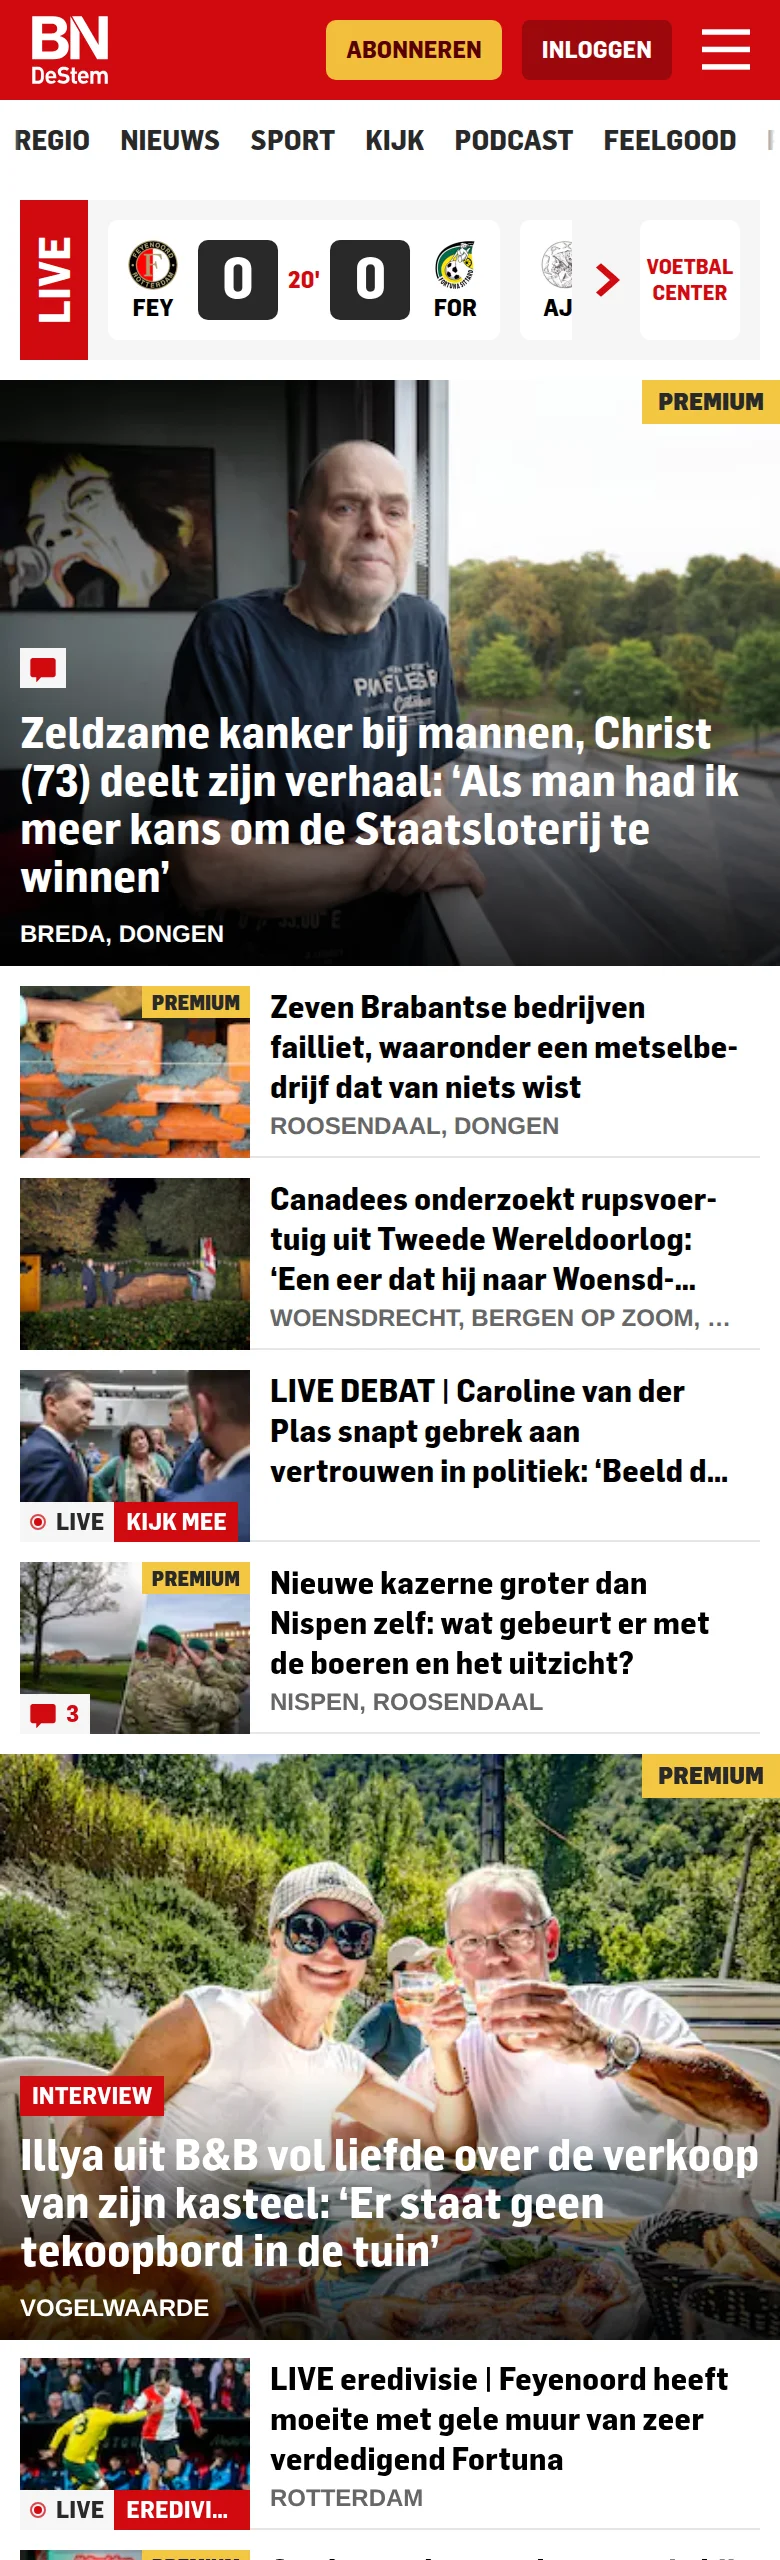 BN
DeStem
ABONNEREN
INLOGGEN
REGIO NIEUWS SPORT KIJK PODCAST FEELGOOD
LIVE
FEY
0
20'
0
FOR
AJ
VOETBAL
CENTER
PREMIUM
Zeldzame kanker bij mannen, Christ
(73) deelt zijn verhaal: ‘Als man had ik
meer kans om de Staatsloterij te
winnen’
BREDA, DONGEN
PREMIUM
Zeven Brabantse bedrijven
failliet, waaronder een metselbe-
drijf dat van niets wist
ROOSENDAAL, DONGEN
Canadees onderzoekt rupsvoer-
tuig uit Tweede Wereldoorlog:
‘Een eer dat hij naar Woensd-...
WOENSDRECHT, BERGEN OP ZOOM, ...
LIVE KIJK MEE
LIVE DEBAT | Caroline van der
Plas snapt gebrek aan
vertrouwen in politiek: ‘Beeld d...
PREMIUM
3
Nieuwe kazerne groter dan
Nispen zelf: wat gebeurt er met
de boeren en het uitzicht?
NISPEN, ROOSENDAAL
PREMIUM
INTERVIEW
Illya uit B&B vol liefde over de verkoop
van zijn kasteel: ‘Er staat geen
tekoopbord in de tuin’
VOGELWAARDE
LIVE EREDIVI...
LIVE eredivisie | Feyenoord heeft
moeite met gele muur van zeer
verdedigend Fortuna
ROTTERDAM